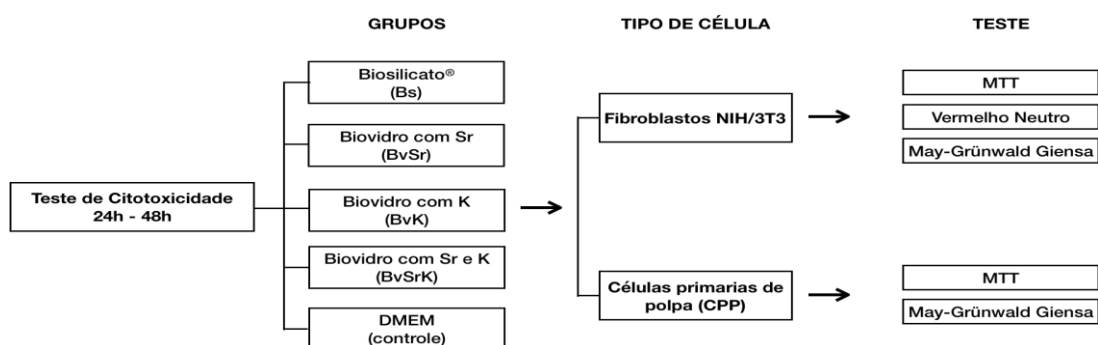 GRUPOS
TIPO DE CÉLULA
TESTE
Teste de Citotoxicidade
24h - 48h
Biosilicato®
(Bs)
Biovidro com Sr
(BvSr)
Biovidro com K
(BvK)
Biovidro com Sr e K
(BvSrK)
DMEM
(controle)
Fibroblastos NIH/3T3
Células primarias de
polpa (CPP)
MTT
Vermelho Neutro
May-Grünwald Giensa
MTT
May-Grünwald Giensa